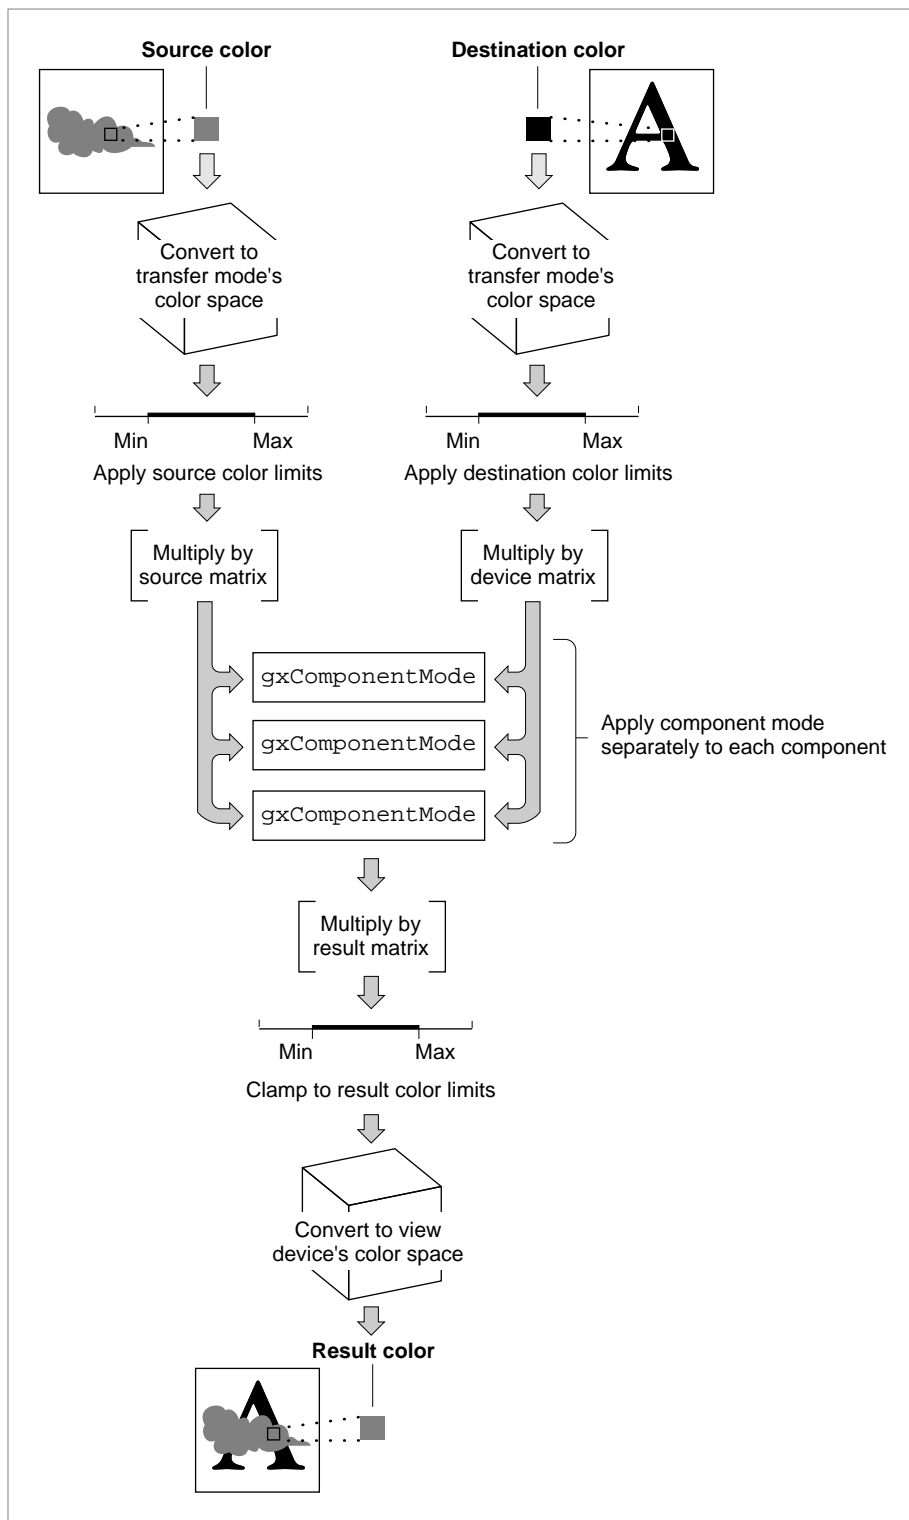 Source color
Destination color
A
Convert to
transfer mode's
color space
Convert to
transfer mode's
color space
Min
Max
Min
Max
Apply source color limits
Apply destination color limits
Multiply by
source matrix
Multiply by
device matrix
gxComponentMode
gxComponentMode
gxComponentMode
Apply component mode
separately to each component
Multiply by
result matrix
Min
Max
Clamp to result color limits
Convert to view
device's color space
Result color
A